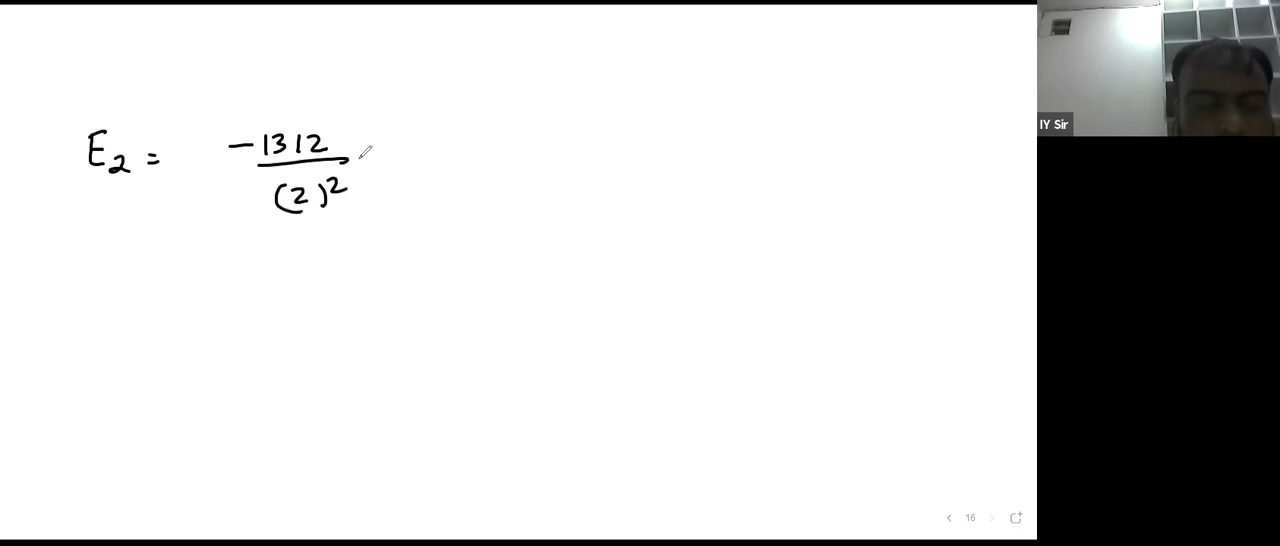 E₂ = -1312/(2)²
IY Sir
16